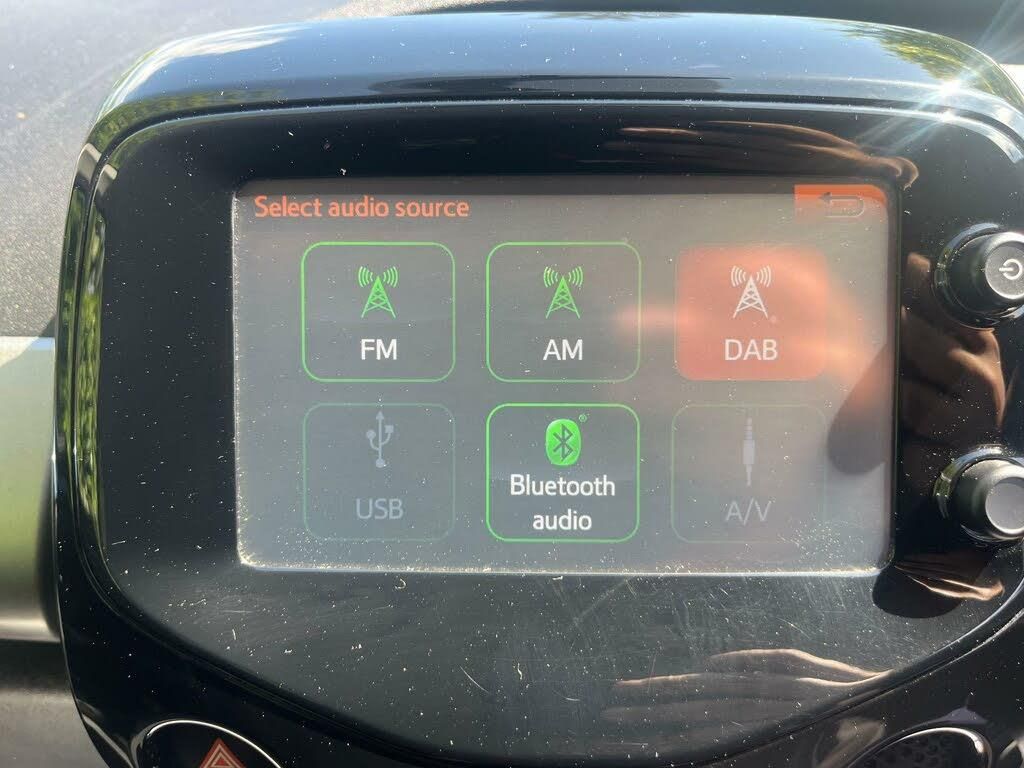 Select audio source
FM
AM
DAB
USB
Bluetooth
audio
A/V